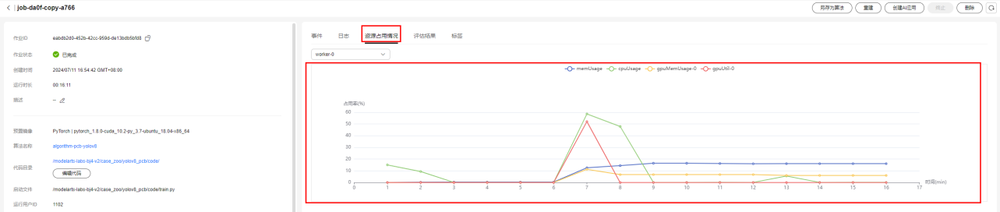 job-da0f-copy-a766
另存为算法 重建 创建AI应用 终止 删除
作业ID eabdb2d0-452b-42cc-959d-de13bdb5bfd8
作业状态 已完成
创建时间 2024/07/11 16:54:42 GMT+08:00
运行时长 00:16:11
描述 --
预置镜像 PyTorch | pytorch_1.8.0-cuda_10.2-py_3.7-ubuntu_18.04-x86_64
算法名称 algorithm-pcb-yolov8
代码目录 /modelarts-labs-bj4-v2/case_zoo/yolov8_pcb/code/
编辑代码
启动文件 /modelarts-labs-bj4-v2/case_zoo/yolov8_pcb/code/train.py
运行用户ID 1102
事件 日志 资源占用情况 评估结果 标签
worker-0
memUsage cpuUsage gpuMemUsage-0 gpuUtil-0
占用率(%)
60
50
40
30
20
10
0
0 1 2 3 4 5 6 7 8 9 10 11 12 13 14 15 16 17
时间(min)